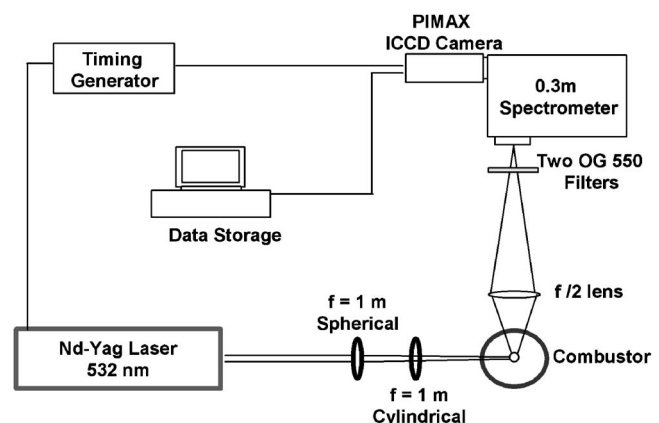 PIMAX
ICCD Camera
Timing
Generator
0.3m
Spectrometer
Two OG 550
Filters
Data Storage
f /2 lens
f = 1 m
Spherical
Nd-Yag Laser
532 nm
Combustor
f = 1 m
Cylindrical